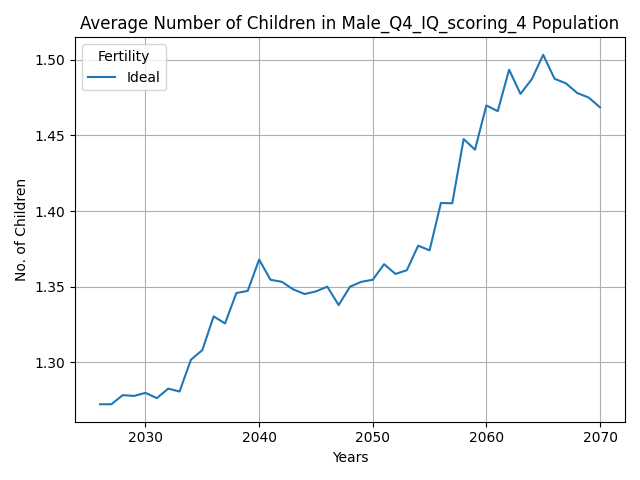 Average Number of Children in Male_Q4_IQ_scoring_4 Population
Fertility
Ideal
No. of Children
1.50
1.45
1.40
1.35
1.30
2030 2040 2050 2060 2070
Years